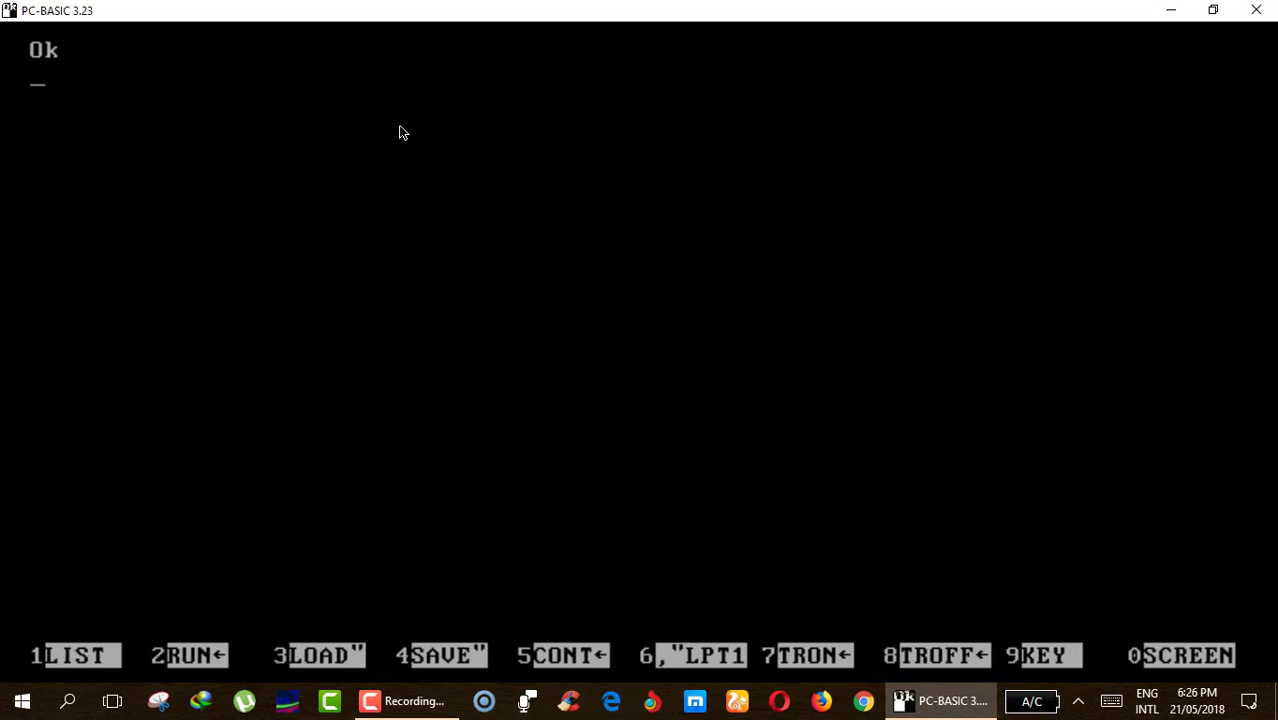 PC-BASIC 3.23
Ok
1LIST 2RUN← 3LOAD" 4SAVE" 5CONT← 6,"LPT1 7TRON← 8TROFF← 9KEY 0SCREEN
Recording...
PC-BASIC 3....
A/C
ENG
INTL
6:26 PM
21/05/2018